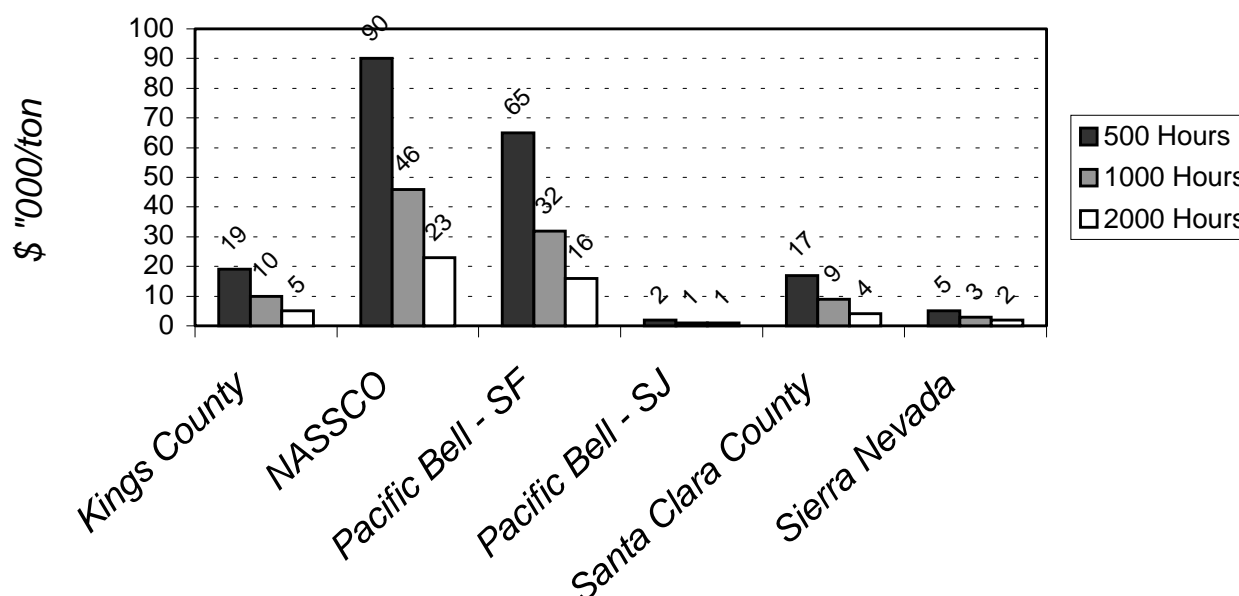 100
90
80
70
60
50
40
30
20
10
0
$ "000/ton
19
10
5
90
46
23
65
32
16
2
1
1
17
9
4
5
3
2
Kings County
NASSCO
Pacific Bell - SF
Pacific Bell - SJ
Santa Clara County
Sierra Nevada
500 Hours
1000 Hours
2000 Hours